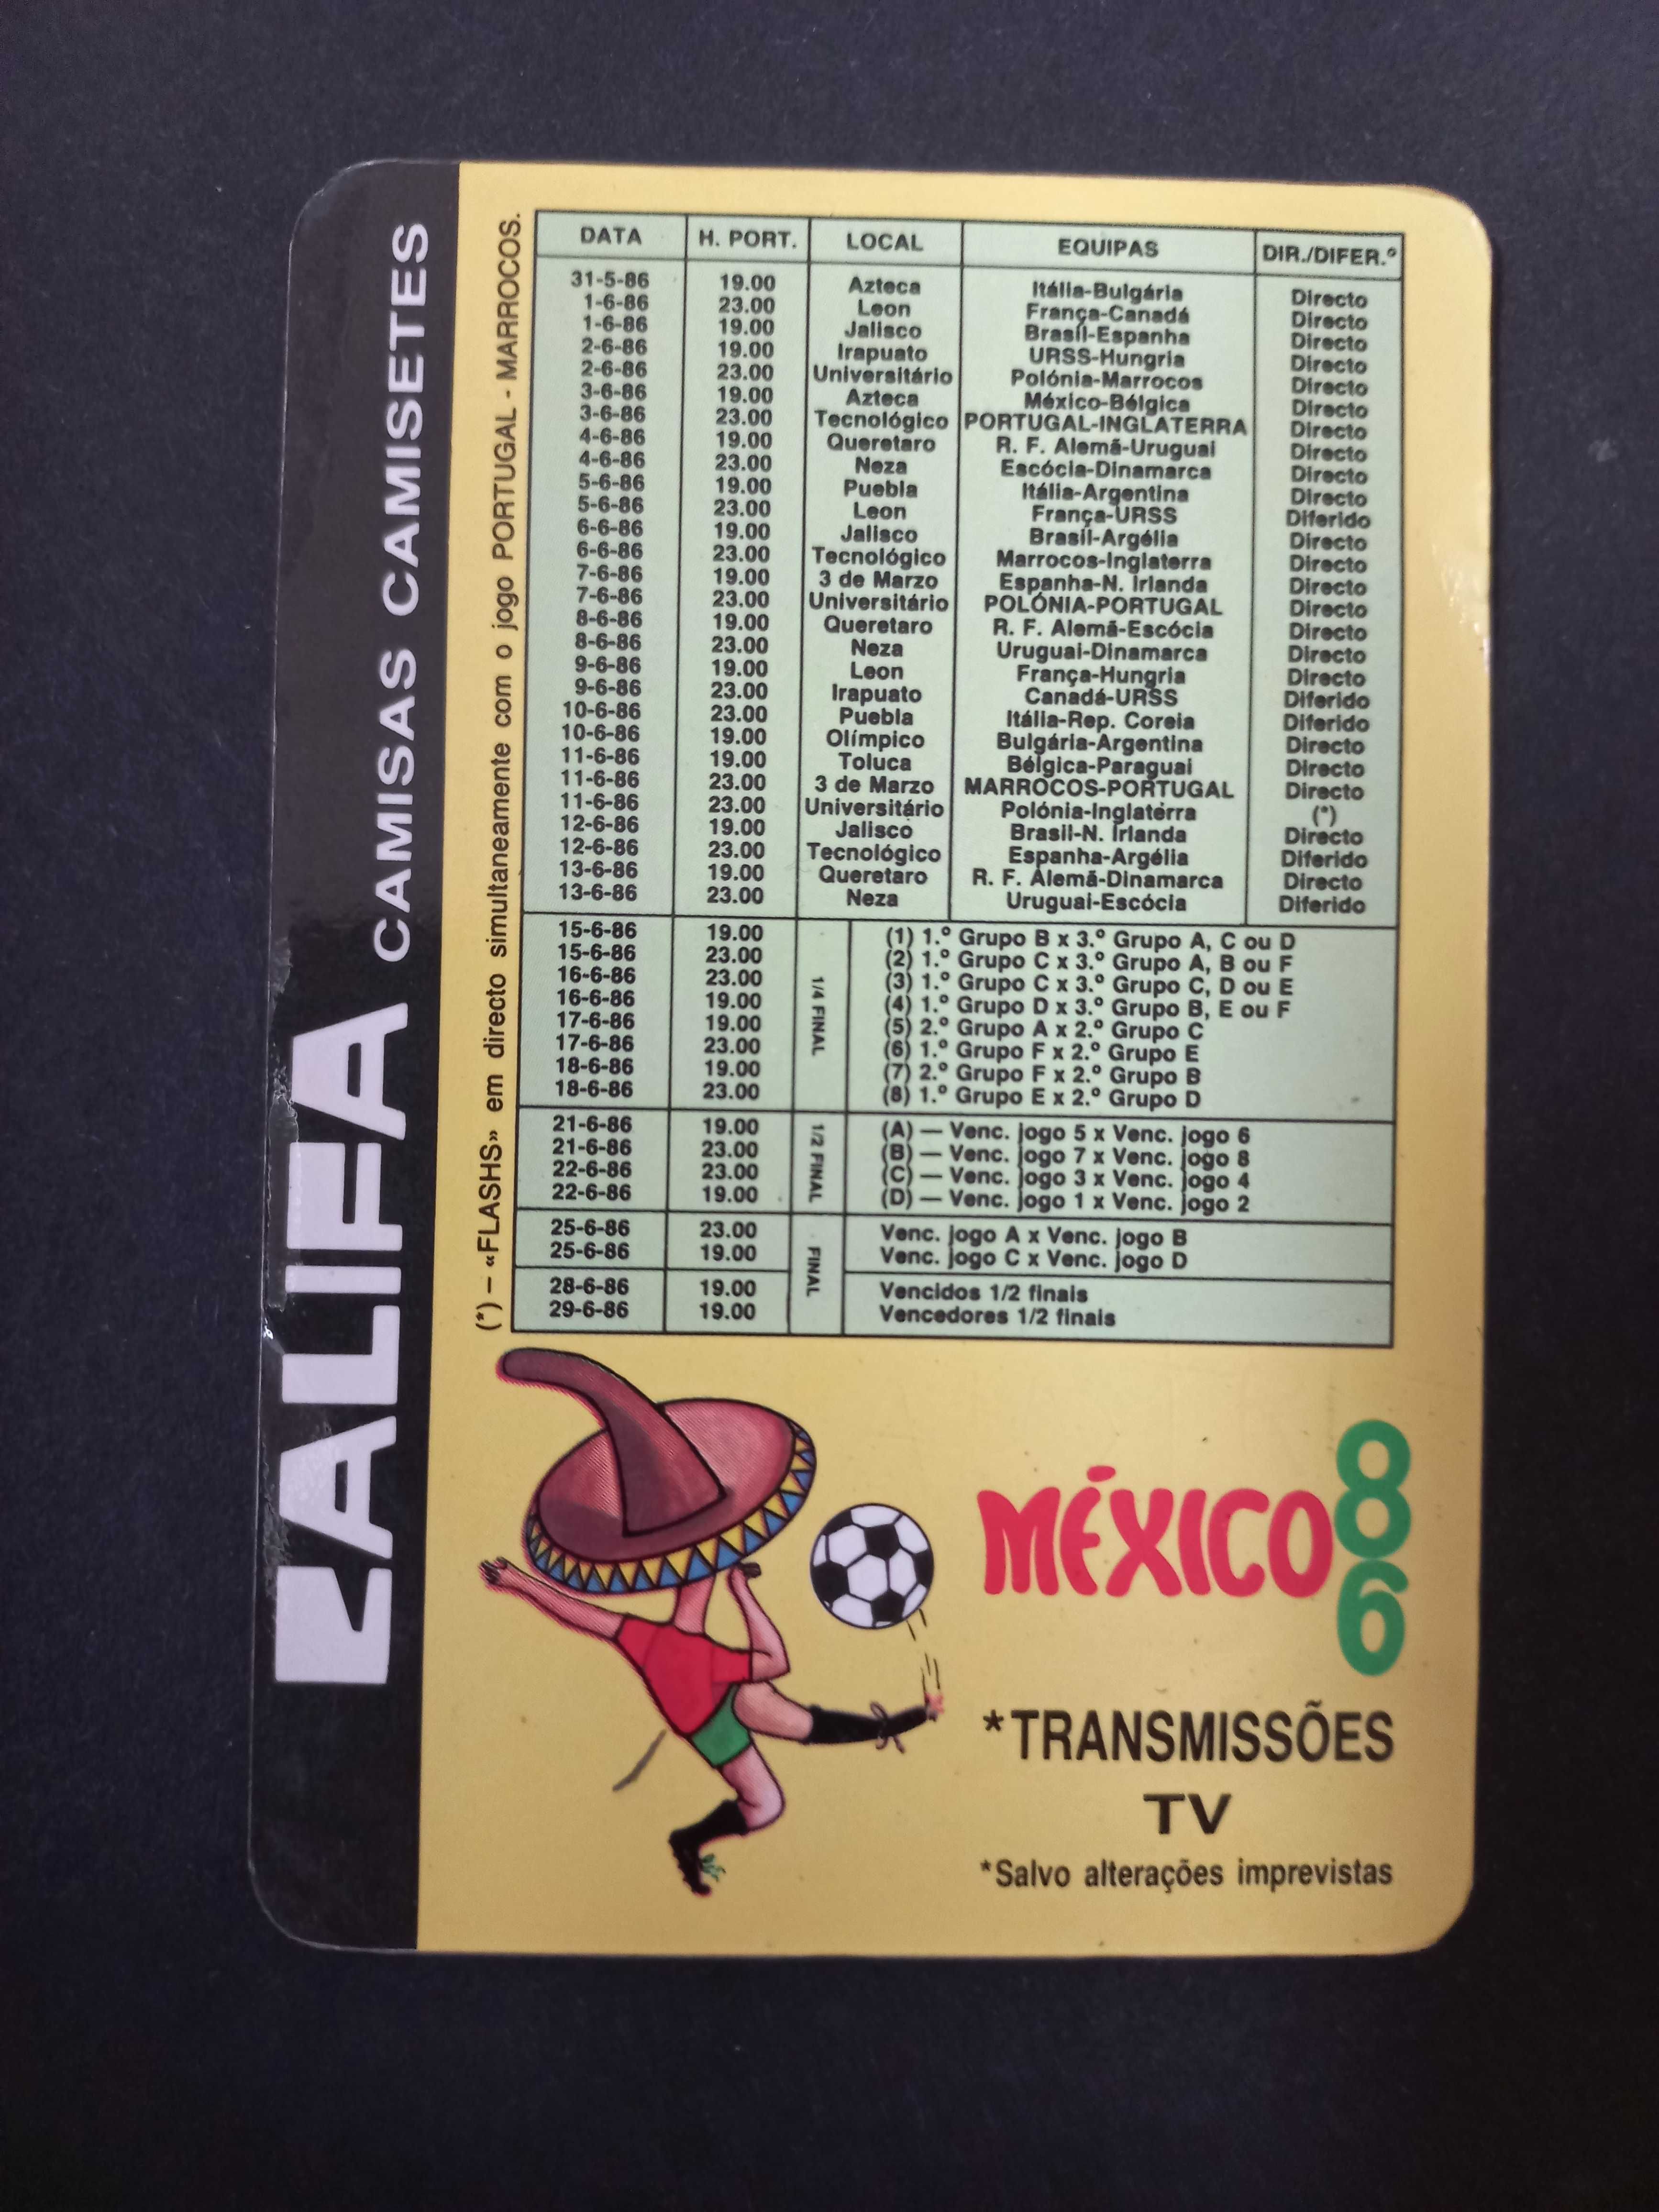 KALIFA CAMISAS CAMISETES
(*) – «FLASHS» em directo simultaneamente com o jogo PORTUGAL - MARROCOS.
DATA H. PORT. LOCAL EQUIPAS DIR./DIFER.º
31-5-86 19.00 Azteca Itália-Bulgária Directo
1-6-86 23.00 Leon França-Canadá Directo
1-6-86 19.00 Jalisco Brasil-Espanha Directo
2-6-86 19.00 Irapuato URSS-Hungria Directo
2-6-86 23.00 Universitário Polónia-Marrocos Directo
3-6-86 19.00 Azteca México-Bélgica Directo
3-6-86 23.00 Tecnológico PORTUGAL-INGLATERRA Directo
4-6-86 19.00 Queretaro R. F. Alemã-Uruguai Directo
4-6-86 23.00 Neza Escócia-Dinamarca Directo
5-6-86 19.00 Puebla Itália-Argentina Directo
5-6-86 23.00 Leon França-URSS Diferido
6-6-86 19.00 Jalisco Brasil-Argélia Directo
6-6-86 23.00 Tecnológico Marrocos-Inglaterra Directo
7-6-86 19.00 3 de Marzo Espanha-N. Irlanda Directo
7-6-86 23.00 Universitário POLÓNIA-PORTUGAL Directo
8-6-86 19.00 Queretaro R. F. Alemã-Escócia Directo
8-6-86 23.00 Neza Uruguai-Dinamarca Directo
9-6-86 19.00 Leon França-Hungria Directo
9-6-86 23.00 Irapuato Canadá-URSS Diferido
10-6-86 23.00 Puebla Itália-Rep. Coreia Diferido
10-6-86 19.00 Olímpico Bulgária-Argentina Directo
11-6-86 19.00 Toluca Bélgica-Paraguai Directo
11-6-86 23.00 3 de Marzo MARROCOS-PORTUGAL Directo
11-6-86 23.00 Universitário Polónia-Inglaterra (*)
12-6-86 19.00 Jalisco Brasil-N. Irlanda Directo
12-6-86 23.00 Tecnológico Espanha-Argélia Diferido
13-6-86 19.00 Queretaro R. F. Alemã-Dinamarca Directo
13-6-86 23.00 Neza Uruguai-Escócia Diferido
1/4 FINAL
15-6-86 19.00 (1) 1.º Grupo B x 3.º Grupo A, C ou D
15-6-86 23.00 (2) 1.º Grupo C x 3.º Grupo A, B ou F
16-6-86 23.00 (3) 1.º Grupo C x 3.º Grupo C, D ou E
16-6-86 19.00 (4) 1.º Grupo D x 3.º Grupo B, E ou F
17-6-86 19.00 (5) 2.º Grupo A x 2.º Grupo C
17-6-86 23.00 (6) 1.º Grupo F x 2.º Grupo E
18-6-86 19.00 (7) 2.º Grupo F x 2.º Grupo B
18-6-86 23.00 (8) 1.º Grupo E x 2.º Grupo D
1/2 FINAL
21-6-86 19.00 (A) — Venc. jogo 5 x Venc. jogo 6
21-6-86 23.00 (B) — Venc. jogo 7 x Venc. jogo 8
22-6-86 23.00 (C) — Venc. jogo 3 x Venc. jogo 4
22-6-86 19.00 (D) — Venc. jogo 1 x Venc. jogo 2
FINAL
25-6-86 23.00 Venc. jogo A x Venc. jogo B
25-6-86 19.00 Venc. jogo C x Venc. jogo D
28-6-86 19.00 Vencidos 1/2 finais
29-6-86 19.00 Vencedores 1/2 finais
MÉXICO 86
*TRANSMISSÕES
TV
*Salvo alterações imprevistas